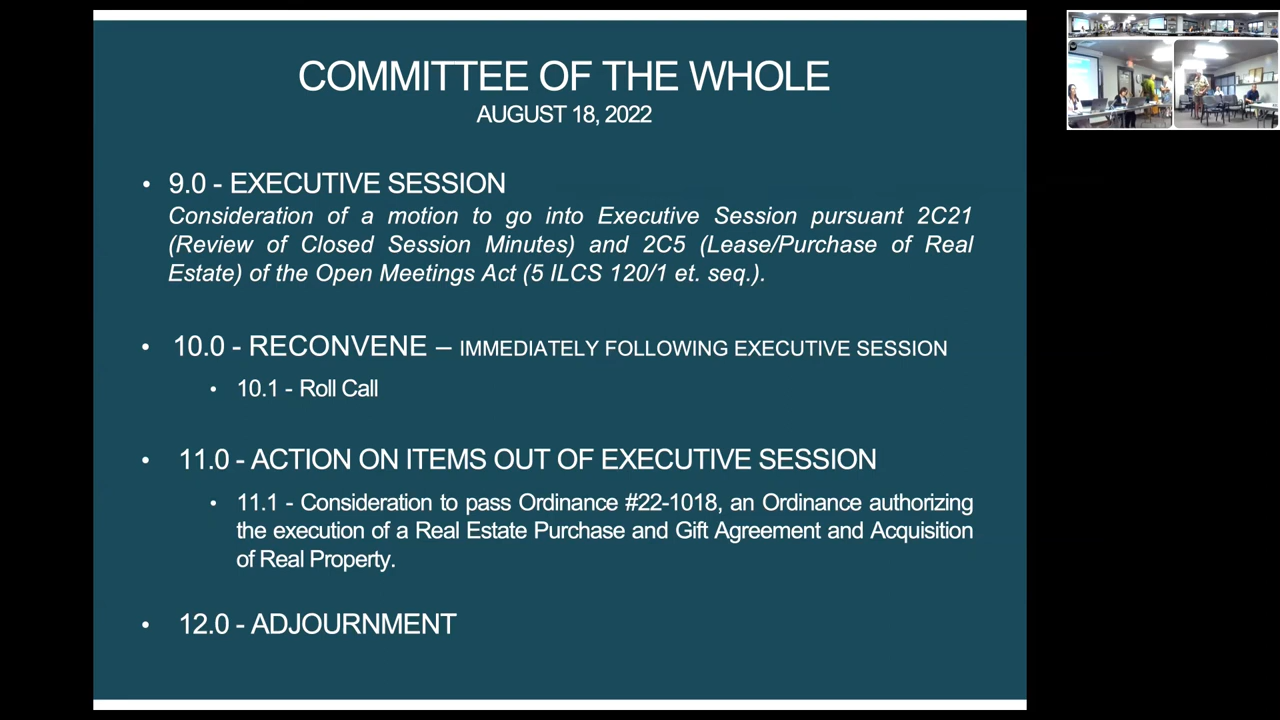 COMMITTEE OF THE WHOLE
AUGUST 18, 2022
• 9.0 - EXECUTIVE SESSION
Consideration of a motion to go into Executive Session pursuant 2C21
(Review of Closed Session Minutes) and 2C5 (Lease/Purchase of Real
Estate) of the Open Meetings Act (5 ILCS 120/1 et. seq.).
• 10.0 - RECONVENE – IMMEDIATELY FOLLOWING EXECUTIVE SESSION
• 10.1 - Roll Call
• 11.0 - ACTION ON ITEMS OUT OF EXECUTIVE SESSION
• 11.1 - Consideration to pass Ordinance #22-1018, an Ordinance authorizing
the execution of a Real Estate Purchase and Gift Agreement and Acquisition
of Real Property.
• 12.0 - ADJOURNMENT